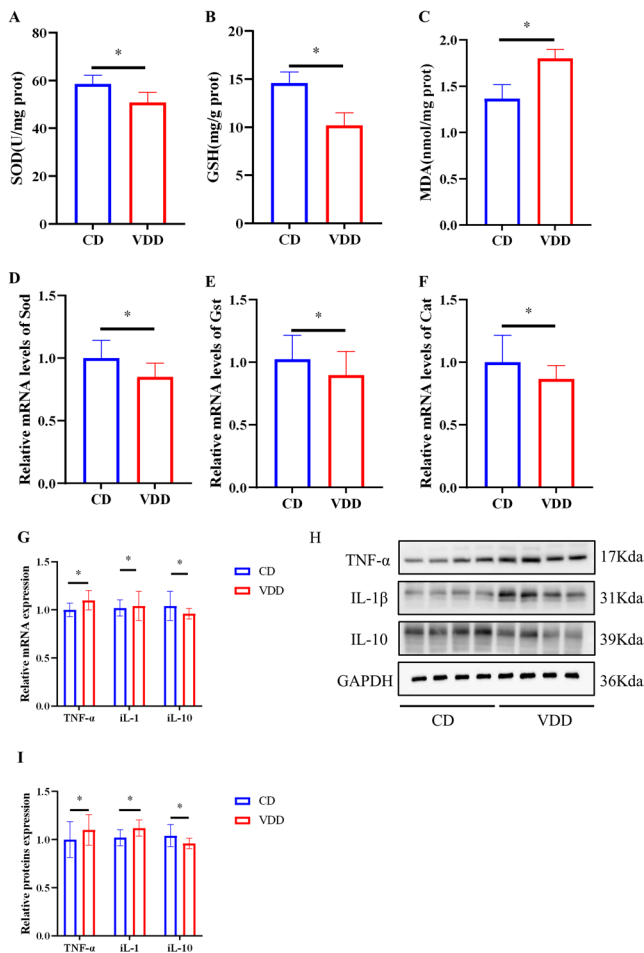 A
SOD(U/mg prot)
80
60
40
20
0
*
CD VDD
B
GSH(mg/g prot)
20
15
10
5
0
*
CD VDD
C
MDA(nmol/mg prot)
2.0
1.5
1.0
0.5
0.0
*
CD VDD
D
Relative mRNA levels of Sod
1.5
1.0
0.5
0.0
*
CD VDD
E
Relative mRNA levels of Gst
1.5
1.0
0.5
0.0
*
CD VDD
F
Relative mRNA levels of Cat
1.5
1.0
0.5
0.0
*
CD VDD
G
Relative mRNA expression
1.5
1.0
0.5
0.0
* * *
TNF-α iL-1 iL-10
CD
VDD
H
TNF-α 17Kda
IL-1β 31Kda
IL-10 39Kda
GAPDH 36Kda
CD VDD
I
Relative proteins expression
1.5
1.0
0.5
0.0
* * *
TNF-α iL-1 iL-10
CD
VDD